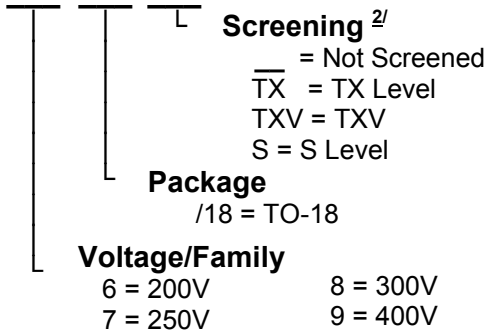 Screening 2/
__ = Not Screened
TX = TX Level
TXV = TXV
S = S Level
Package
/18 = TO-18
Voltage/Family
6 = 200V 8 = 300V
7 = 250V 9 = 400V